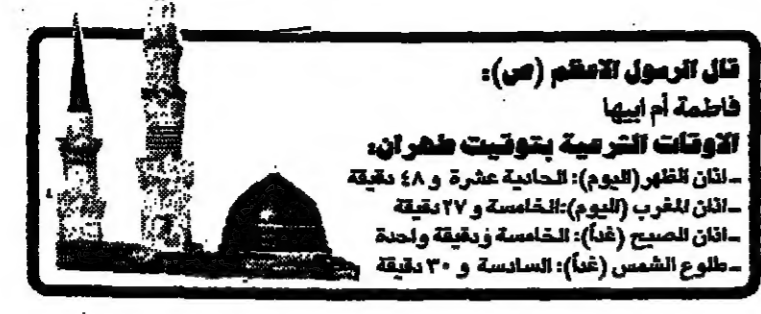 قال الرسول الاعظم (ص):
فاطمة أم ابيها
الاوقات الشرعية بتوقيت طهران:
ـ اذان الظهر (اليوم): الحادية عشرة و ٤٨ دقيقة
ـ اذان المغرب (اليوم): الخامسة و ٢٧ دقيقة
ـ اذان الصبح (غداً): الخامسة ودقيقة واحدة
ـ طلوع الشمس (غداً): السادسة و ٣٠ دقيقة